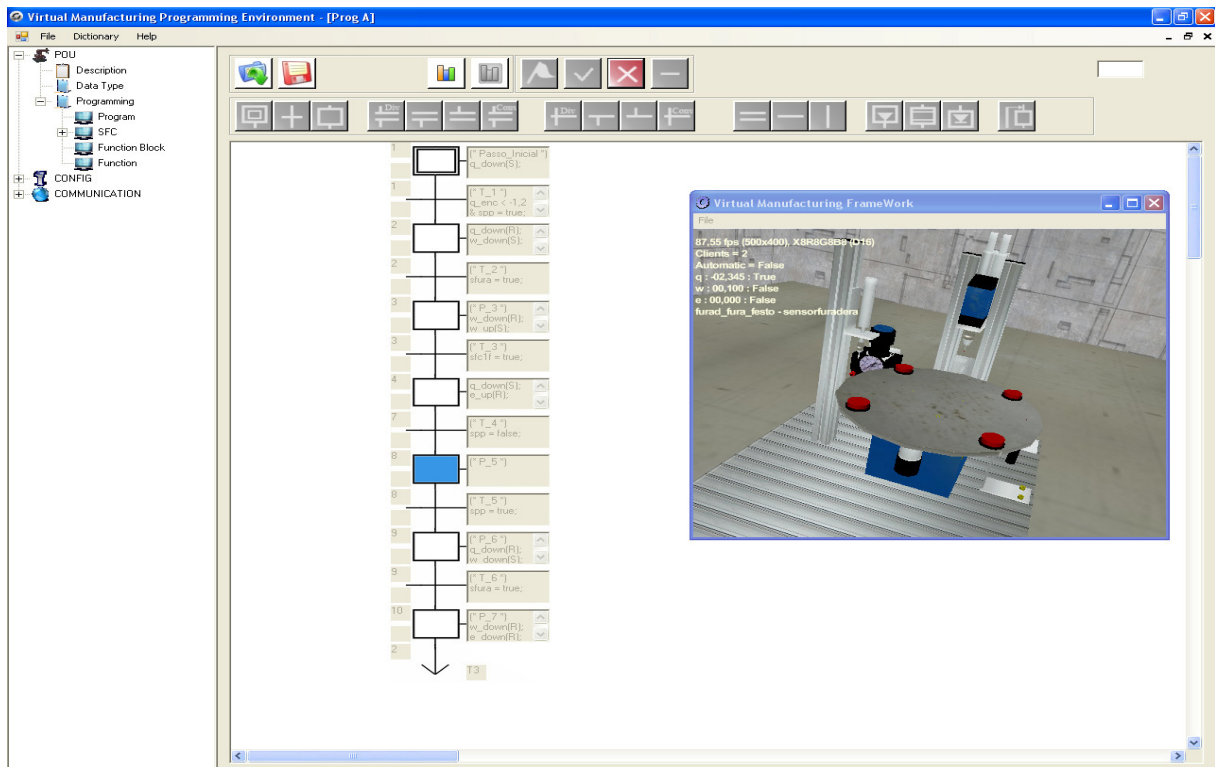 Virtual Manufacturing Programming Environment - [Prog A]
File Dictionary Help
POU
Description
Data Type
Programming
Program
SFC
Function Block
Function
CONFIG
COMMUNICATION
Div
Com
Div
Com
1
(* Passo_Inicial *)
q_down(S);
1
(* T_1 *)
q_enc < -1,2
& spp = true;
2
q_down(R);
w_down(S);
2
(* T_2 *)
sfura = true;
3
(* P_3 *)
w_down(R);
w_up(S);
3
(* T_3 *)
sfc1f = true;
4
q_down(S);
e_up(R);
7
(* T_4 *)
spp = false;
8
(* P_5 *)
8
(* T_5 *)
spp = true;
9
(* P_6 *)
q_down(R);
w_down(S);
9
(* T_6 *)
sfura = true;
10
(* P_7 *)
w_down(R);
e_down(R);
2
T3
Virtual Manufacturing FrameWork
File
87,55 fps (500x400), X8R8G8B8 (D16)
Clients = 2
Automatic = False
q : -02,345 : True
w : 00,100 : False
e : 00,000 : False
furad_fura_festo - sensorfuradera